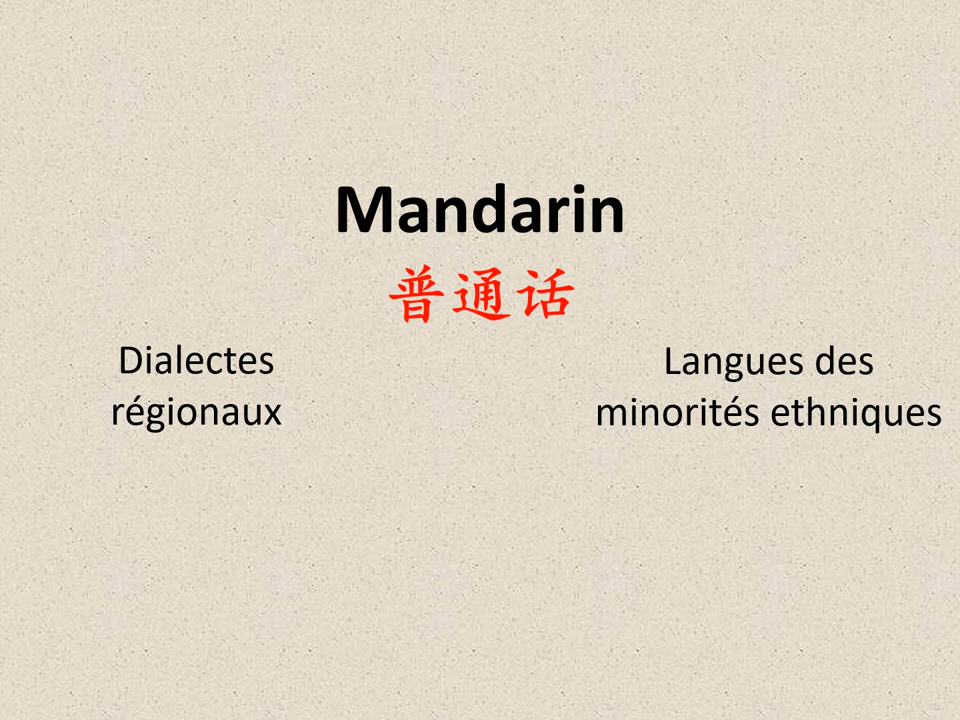 Mandarin
普通话
Dialectes
régionaux
Langues des
minorités ethniques